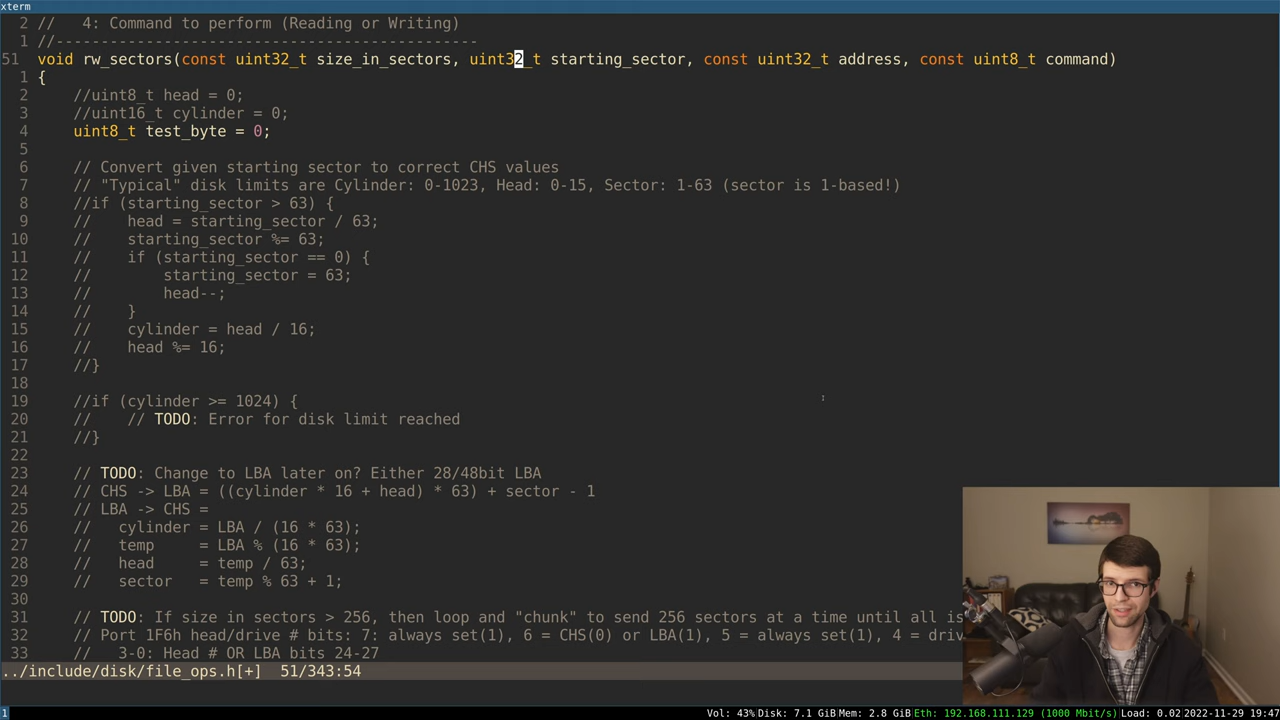 xterm
2 //   4: Command to perform (Reading or Writing)
1 //-----------------------------------------------
51 void rw_sectors(const uint32_t size_in_sectors, uint32_t starting_sector, const uint32_t address, const uint8_t command)
1 {
2     //uint8_t head = 0;
3     //uint16_t cylinder = 0;
4     uint8_t test_byte = 0;
5
6     // Convert given starting sector to correct CHS values
7     // "Typical" disk limits are Cylinder: 0-1023, Head: 0-15, Sector: 1-63 (sector is 1-based!)
8     //if (starting_sector > 63) {
9     //    head = starting_sector / 63;
10     //    starting_sector %= 63;
11     //    if (starting_sector == 0) {
12     //        starting_sector = 63;
13     //        head--;
14     //    }
15     //    cylinder = head / 16;
16     //    head %= 16;
17     //}
18
19     //if (cylinder >= 1024) {
20     //    // TODO: Error for disk limit reached
21     //}
22
23     // TODO: Change to LBA later on? Either 28/48bit LBA
24     // CHS -> LBA = ((cylinder * 16 + head) * 63) + sector - 1
25     // LBA -> CHS =
26     //   cylinder = LBA / (16 * 63);
27     //   temp     = LBA % (16 * 63);
28     //   head     = temp / 63;
29     //   sector   = temp % 63 + 1;
30
31     // TODO: If size in sectors > 256, then loop and "chunk" to send 256 sectors at a time until all is
32     // Port 1F6h head/drive # bits: 7: always set(1), 6 = CHS(0) or LBA(1), 5 = always set(1), 4 = driv
33     //   3-0: Head # OR LBA bits 24-27
../include/disk/file_ops.h[+]  51/343:54
1 Vol: 43% Disk: 7.1 GiB Mem: 2.8 GiB Eth: 192.168.111.129 (1000 Mbit/s) Load: 0.02 2022-11-29 19:47